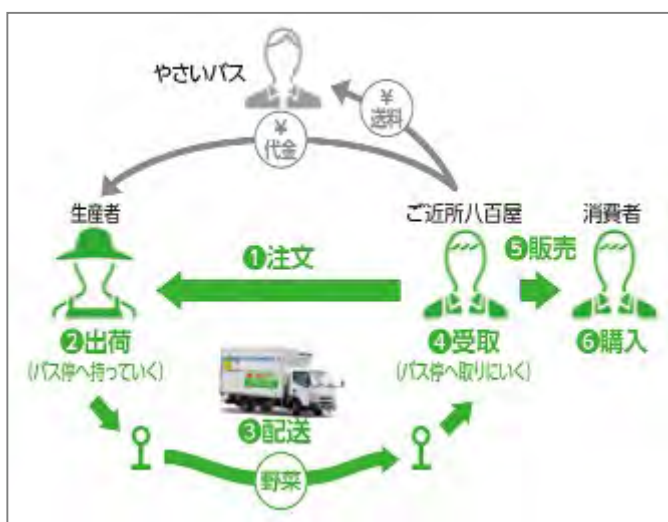 やさいバス
¥
送料
¥
代金
生産者
ご近所八百屋
消費者
❶注文
❺販売
❷出荷
(バス停へ持っていく)
❹受取
(バス停へ取りにいく)
❻購入
❸配送
野菜